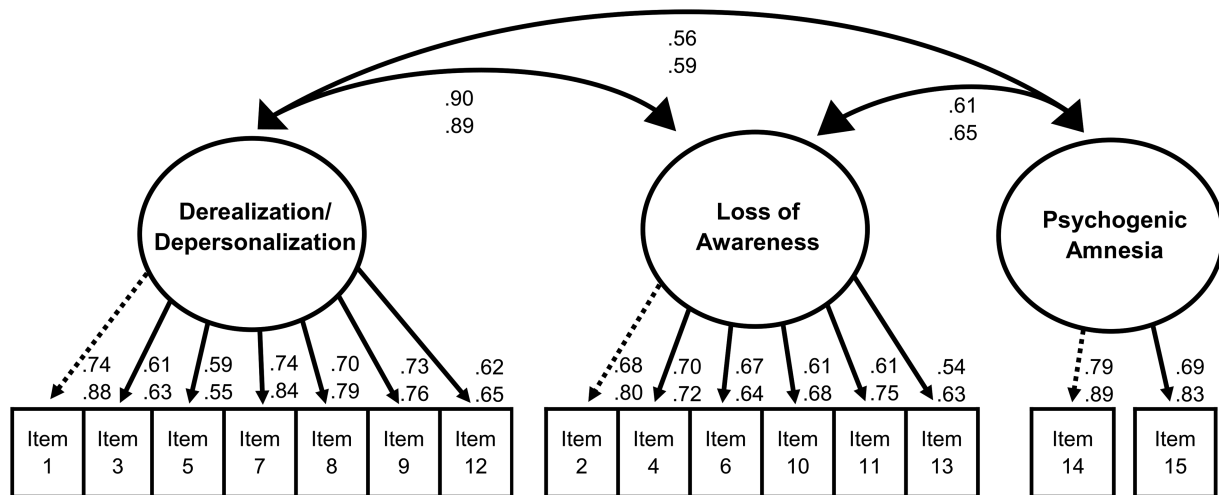 .56
.59
.90
.89
.61
.65
Derealization/
Depersonalization
Loss of
Awareness
Psychogenic
Amnesia
.74 .61 .59 .74 .70 .73 .62
.88 .63 .55 .84 .79 .76 .65
.68 .70 .67 .61 .61 .54
.80 .72 .64 .68 .75 .63
.79 .69
.89 .83
Item Item Item Item Item Item Item
1 3 5 7 8 9 12
Item Item Item Item Item Item
2 4 6 10 11 13
Item Item
14 15